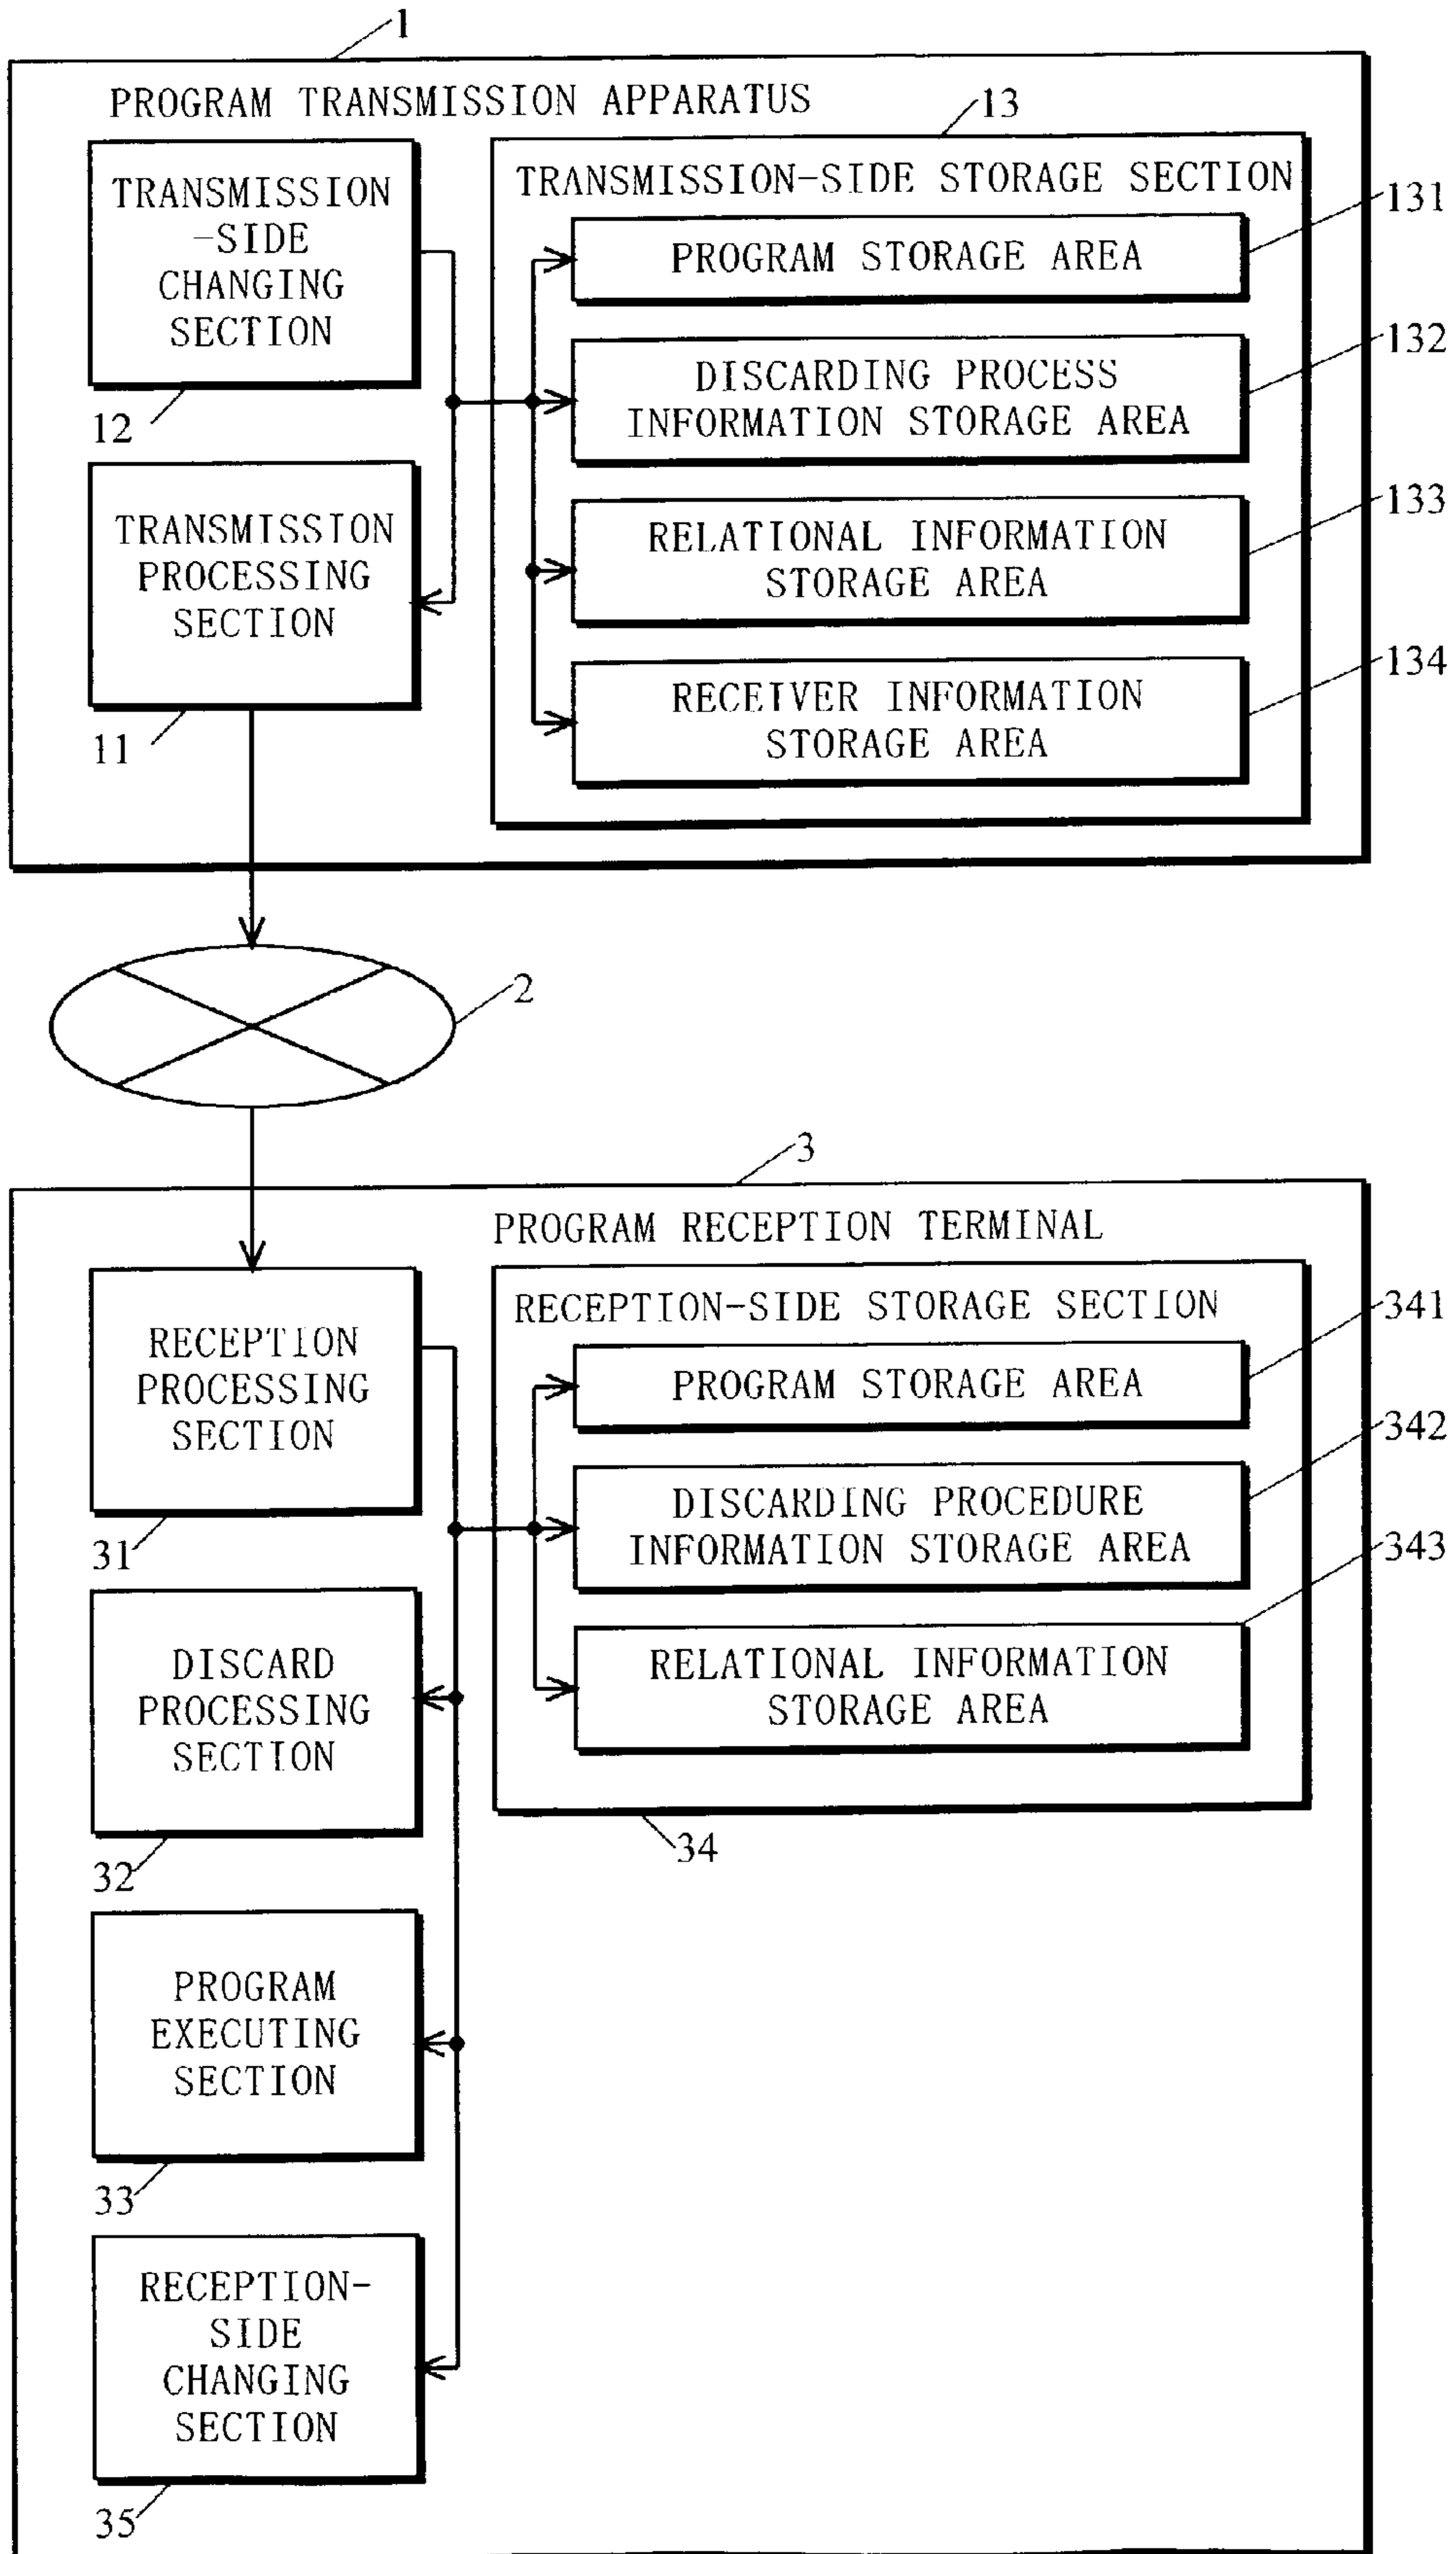 1
PROGRAM TRANSMISSION APPARATUS
13
TRANSMISSION
-SIDE
CHANGING
SECTION
12
TRANSMISSION
PROCESSING
SECTION
11
TRANSMISSION-SIDE STORAGE SECTION
PROGRAM STORAGE AREA
131
DISCARDING PROCESS
INFORMATION STORAGE AREA
132
RELATIONAL INFORMATION
STORAGE AREA
133
RECEIVER INFORMATION
STORAGE AREA
134
2
3
PROGRAM RECEPTION TERMINAL
RECEPTION
PROCESSING
SECTION
31
DISCARD
PROCESSING
SECTION
32
PROGRAM
EXECUTING
SECTION
33
RECEPTION-
SIDE
CHANGING
SECTION
35
RECEPTION-SIDE STORAGE SECTION
PROGRAM STORAGE AREA
341
DISCARDING PROCEDURE
INFORMATION STORAGE AREA
342
RELATIONAL INFORMATION
STORAGE AREA
343
34